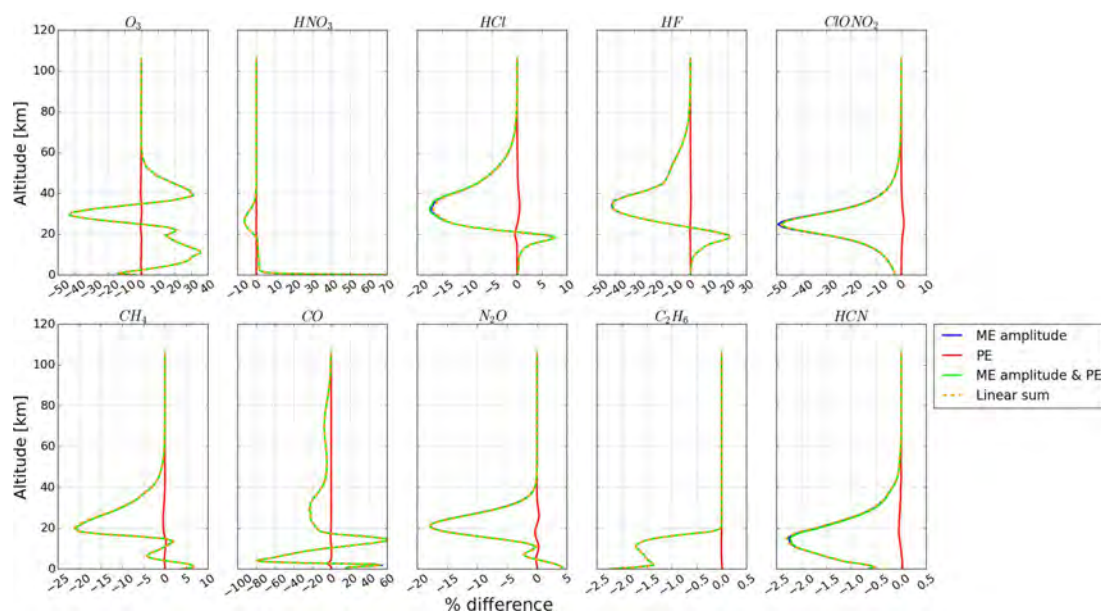 O3 HNO3 HCl HF ClONO2
120
100
80
60
40
20
0
Altitude [km]
−50 −40 −30 −20 −10 0 10 20 30 40
−10 0 10 20 30 40 50 60 70
−20 −15 −10 −5 0 5 10
−50 −40 −30 −20 −10 0 10 20 30
−50 −40 −30 −20 −10 0 10
CH4 CO N2O C2H6 HCN
120
100
80
60
40
20
0
Altitude [km]
−25 −20 −15 −10 −5 0 5 10
−100 −80 −60 −40 −20 0 20 40 60
−20 −15 −10 −5 0 5
−2.5 −2.0 −1.5 −1.0 −0.5 0.0 0.5
−2.5 −2.0 −1.5 −1.0 −0.5 0.0 0.5
% difference
ME amplitude
PE
ME amplitude & PE
Linear sum